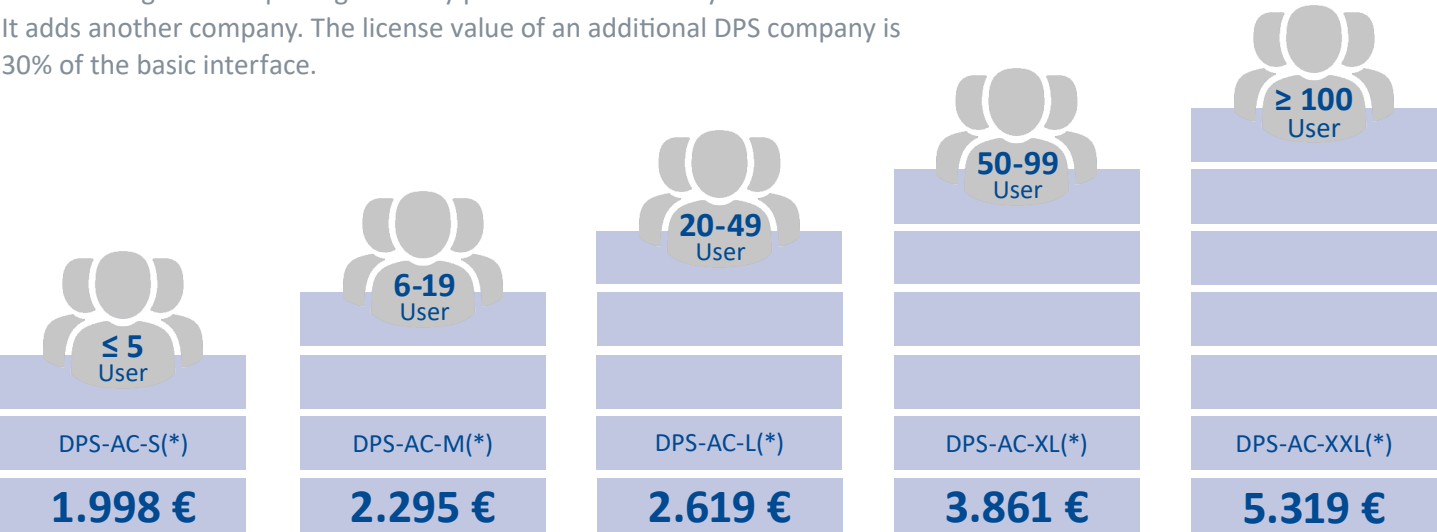 It adds another company. The license value of an additional DPS company is
30% of the basic interface.
≤ 5
User
6-19
User
20-49
User
50-99
User
≥ 100
User
DPS-AC-S(*)
DPS-AC-M(*)
DPS-AC-L(*)
DPS-AC-XL(*)
DPS-AC-XXL(*)
1.998 €
2.295 €
2.619 €
3.861 €
5.319 €